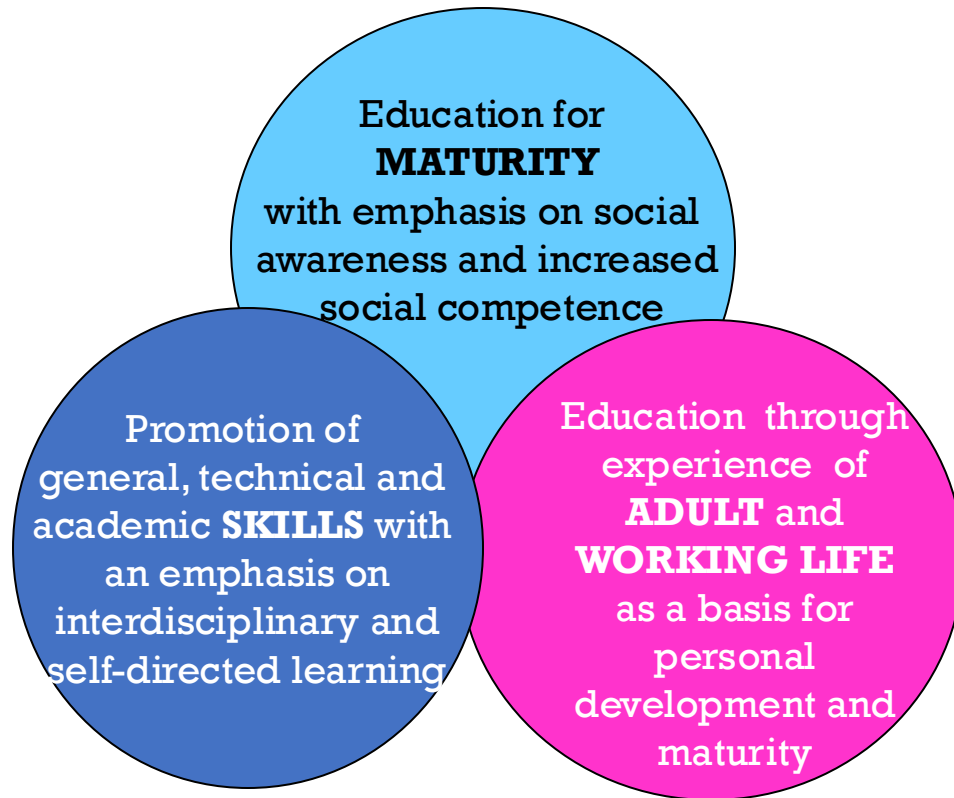 Education for
MATURITY
with emphasis on social
awareness and increased
social competence
Promotion of
general, technical and
academic SKILLS with
an emphasis on
interdisciplinary and
self-directed learning
Education through
experience of
ADULT and
WORKING LIFE
as a basis for
personal
development and
maturity